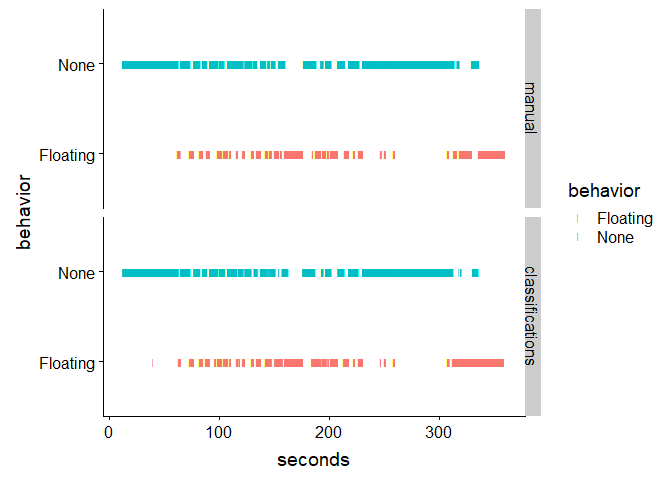 behavior
None
Floating
manual
None
Floating
classifications
0 100 200 300
seconds
behavior
Floating
None